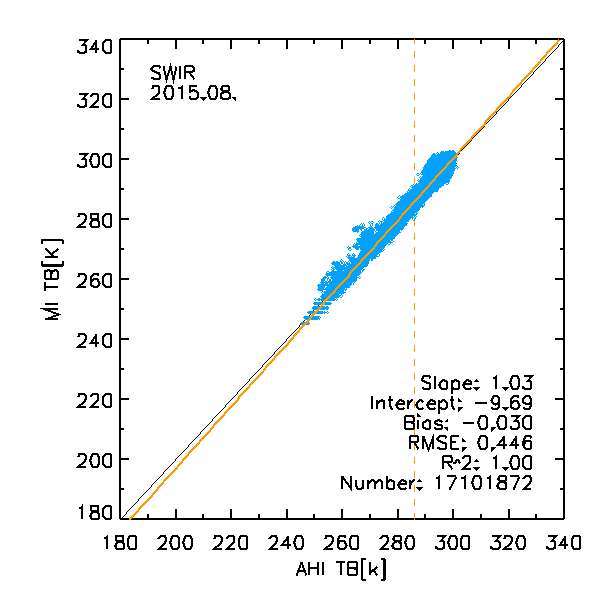 340
SWIR
2015.08.
320
300
280
MI TB[K]
260
240
Slope: 1.03
220
Intercept: -9.69
Bias: -0.030
RMSE: 0.446
200
R^2: 1.00
Number: 17101872
180
180 200 220 240 260 280 300 320 340
AHI TB[k]